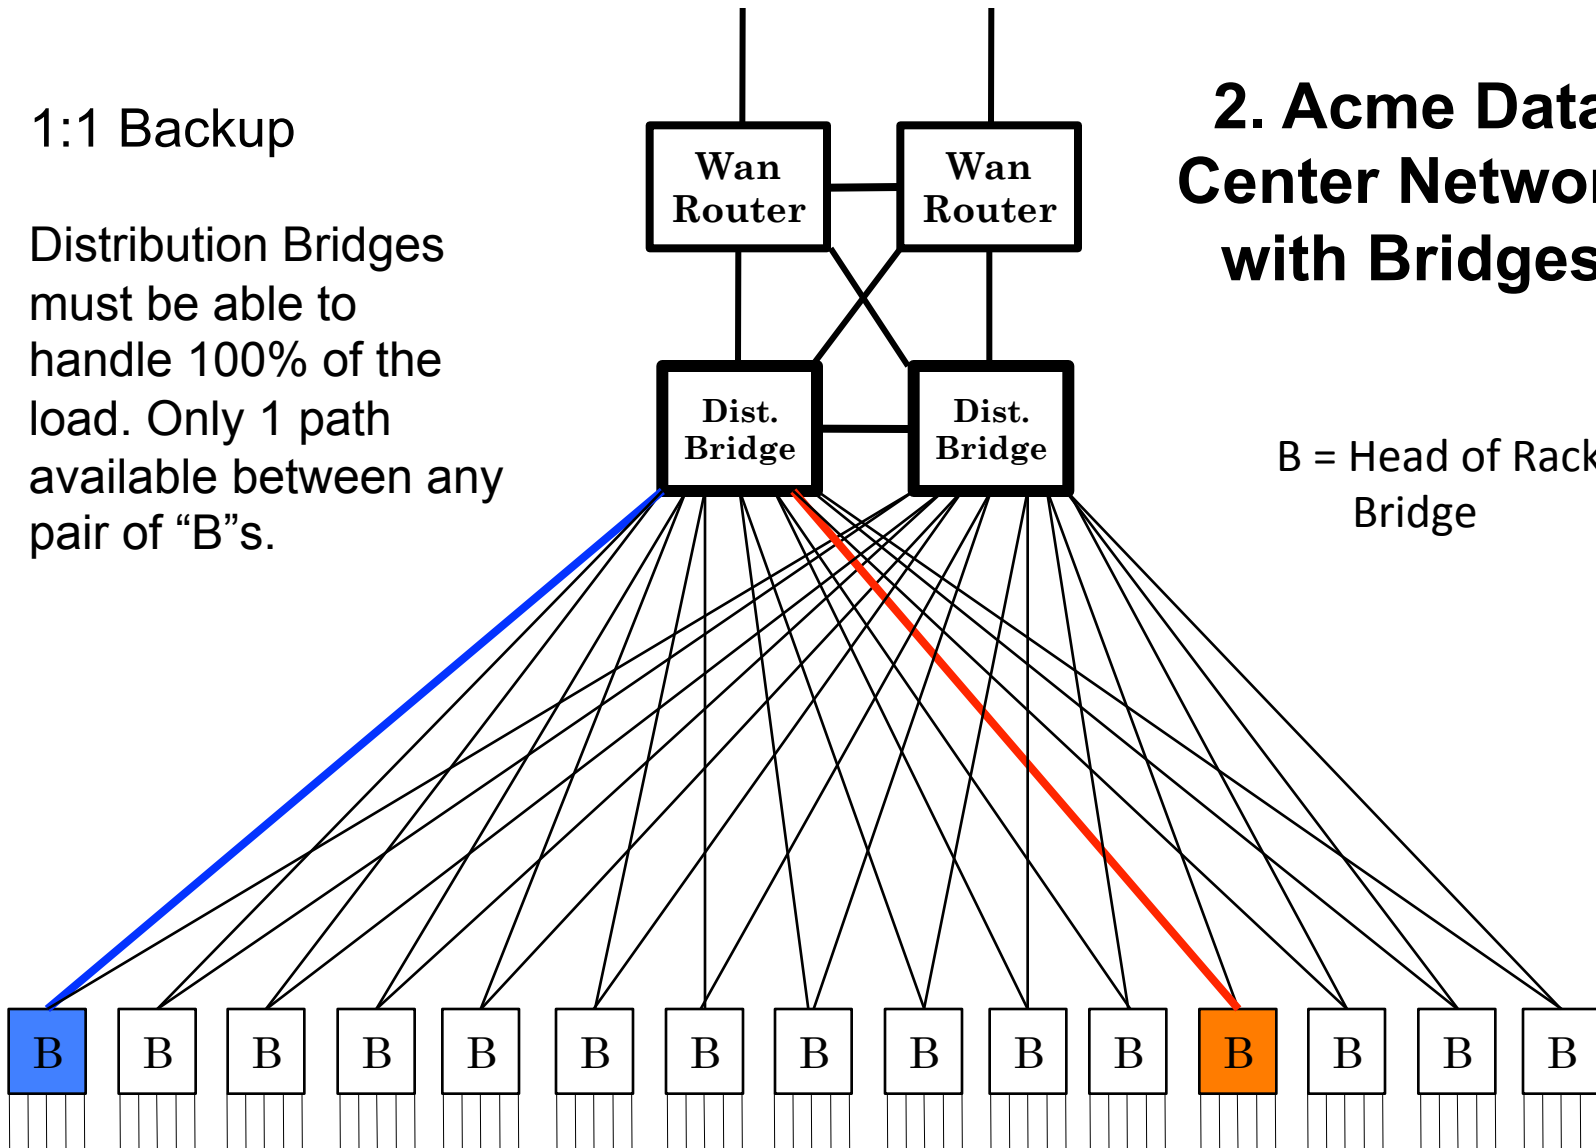 1:1 Backup
Distribution Bridges
must be able to
handle 100% of the
load. Only 1 path
available between any
pair of “B”s.
2. Acme Data
Center Networ
with Bridges
B = Head of Rack
Bridge
Wan
Router
Wan
Router
Dist.
Bridge
Dist.
Bridge
B B B B B B B B B B B B B B B